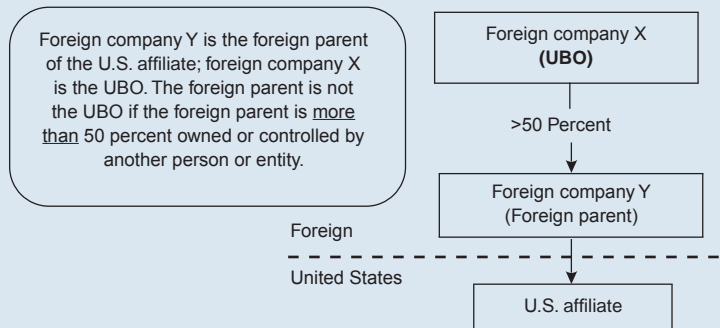 Foreign company Y is the foreign parent
of the U.S. affiliate; foreign company X
is the UBO. The foreign parent is not
the UBO if the foreign parent is more
than 50 percent owned or controlled by
another person or entity.
Foreign company X
(UBO)
>50 Percent
Foreign company Y
(Foreign parent)
Foreign
United States
U.S. affiliate